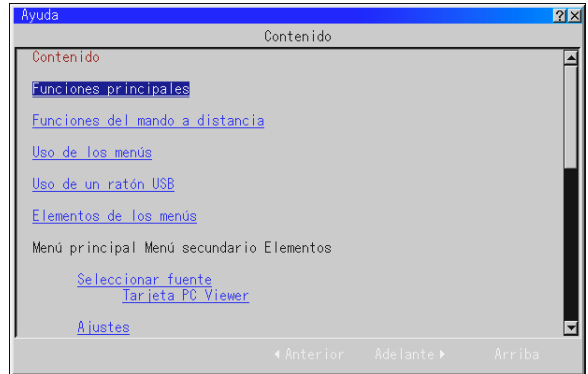 Ayuda
Contenido
Contenido
Funciones principales
Funciones del mando a distancia
Uso de los menús
Uso de un ratón USB
Elementos de los menús
Menú principal Menú secundario Elementos
Seleccionar fuente
Tarjeta PC Viewer
Ajustes
Anterior Adelante Arriba